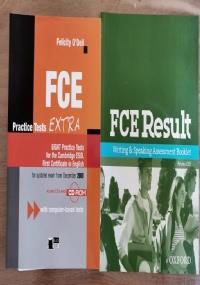 Felicity O'Dell
FCE
Practice Tests EXTRA
EIGHT Practice Tests
for the Cambridge ESOL
First Certificate in English
for updated exam from December 2008
CD-ROM
with computer-based tests
FCE Result
Writing & Speaking Assessment Booklet
OXFORD